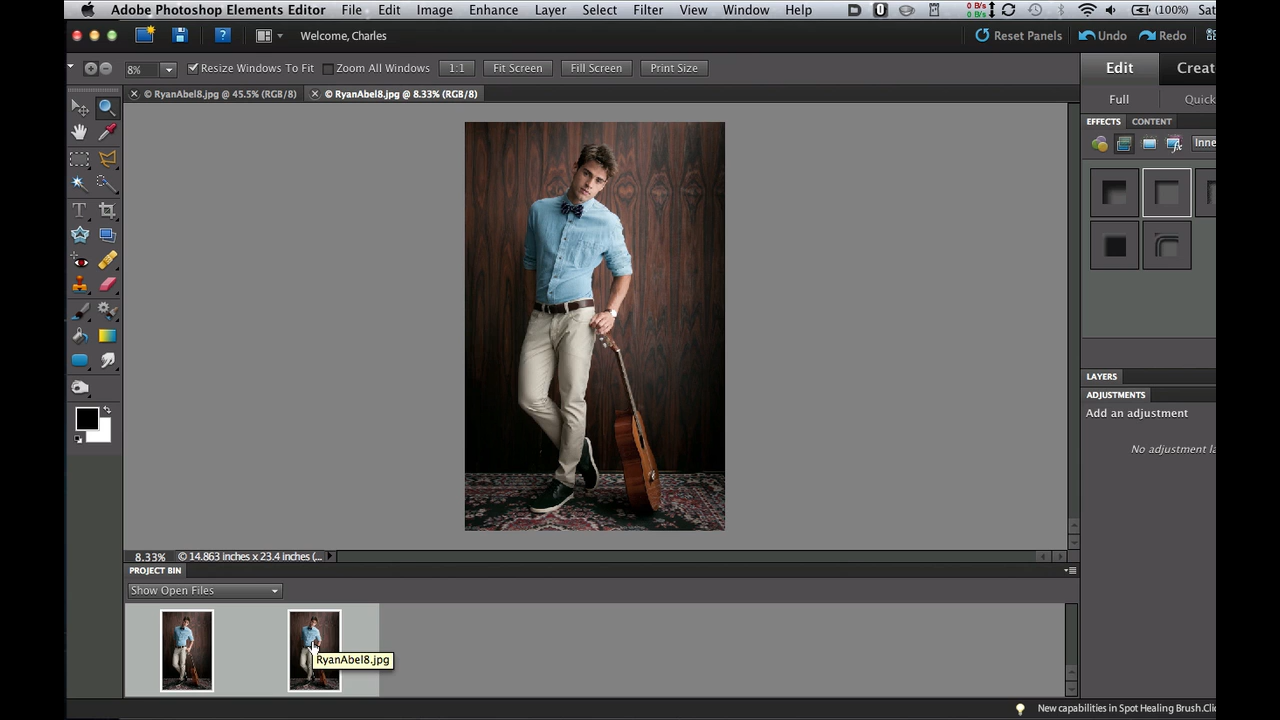 Adobe Photoshop Elements Editor File Edit Image Enhance Layer Select Filter View Window Help 0 B/s 0 B/s (100%) Sat
Welcome, Charles Reset Panels Undo Redo
8% Resize Windows To Fit Zoom All Windows 1:1 Fit Screen Fill Screen Print Size Edit Creat
© RyanAbel8.jpg @ 45.5% (RGB/8) © RyanAbel8.jpg @ 8.33% (RGB/8) Full Quick
EFFECTS CONTENT
Inne
LAYERS
ADJUSTMENTS
Add an adjustment
No adjustment la
8.33% © 14.863 inches x 23.4 inches (...
PROJECT BIN
Show Open Files
RyanAbel8.jpg
New capabilities in Spot Healing Brush.Clic